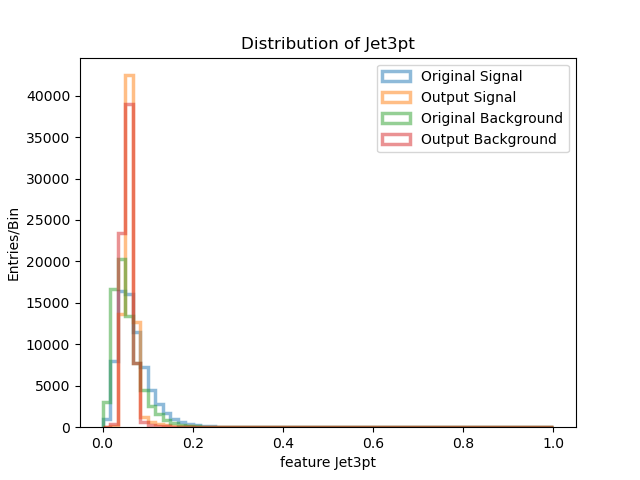 Distribution of Jet3pt
Original Signal
Output Signal
Original Background
Output Background
Entries/Bin
40000
35000
30000
25000
20000
15000
10000
5000
0
0.0 0.2 0.4 0.6 0.8 1.0
feature Jet3pt